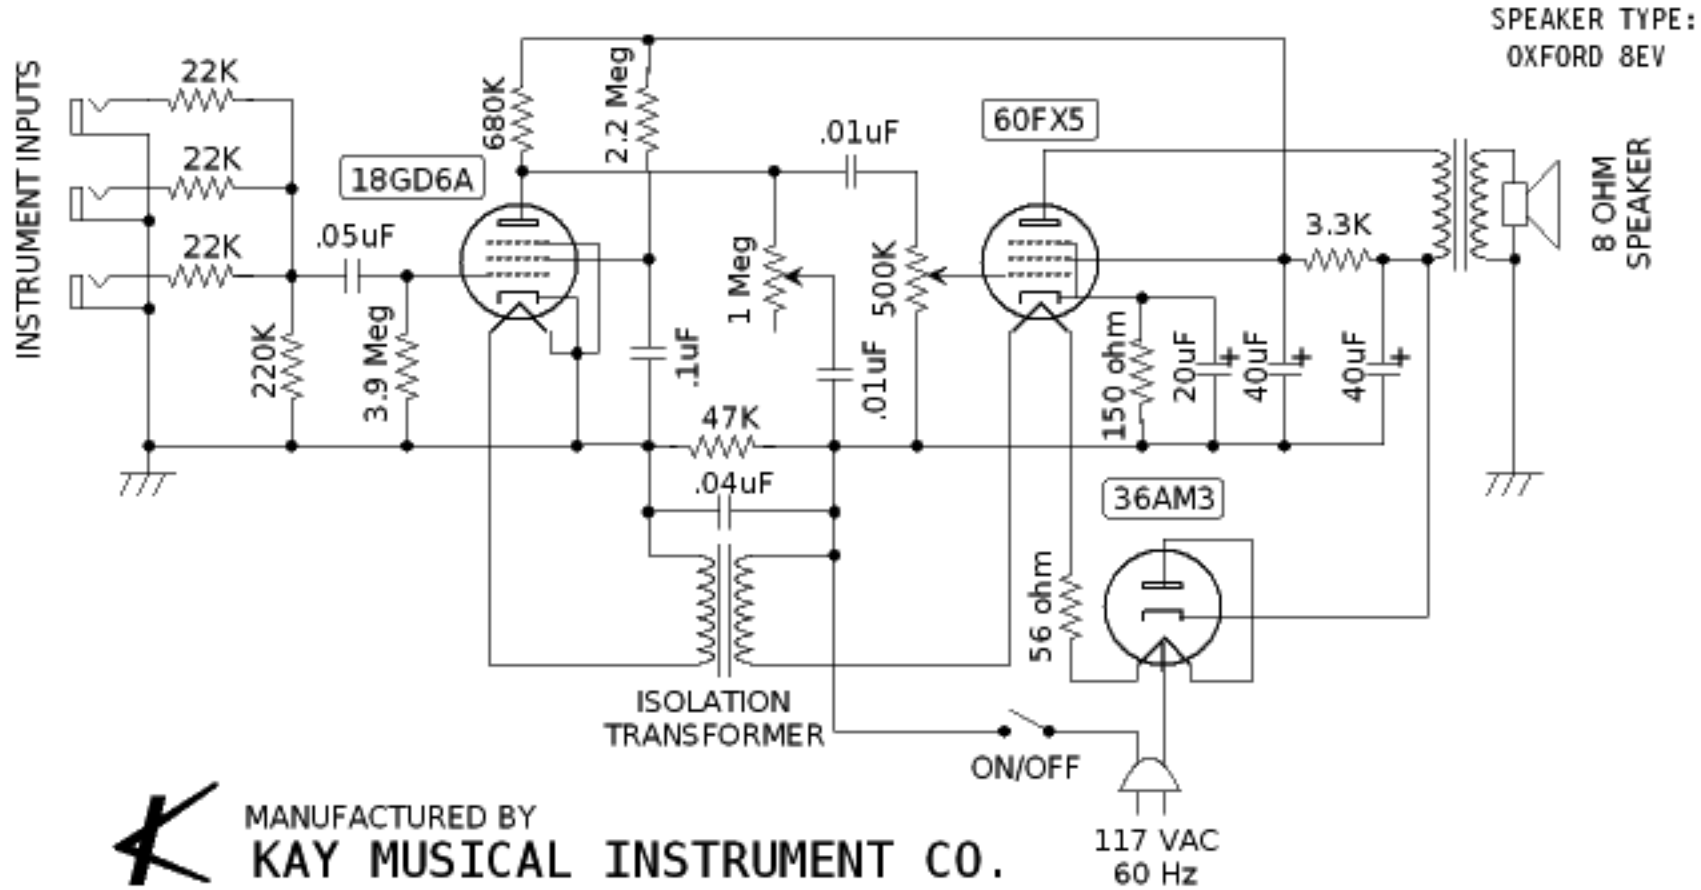 SPEAKER TYPE:
OXFORD 8EV
INSTRUMENT INPUTS
22K
22K
22K
.05uF
220K
3.9 Meg
18GD6A
680K
2.2 Meg
.1uF
1 Meg
.01uF
.01uF
500K
47K
.04uF
60FX5
150 ohm
20uF
+
40uF
+
40uF
+
3.3K
8 OHM
SPEAKER
36AM3
56 ohm
ISOLATION
TRANSFORMER
ON/OFF
117 VAC
60 Hz
MANUFACTURED BY
KAY MUSICAL INSTRUMENT CO.